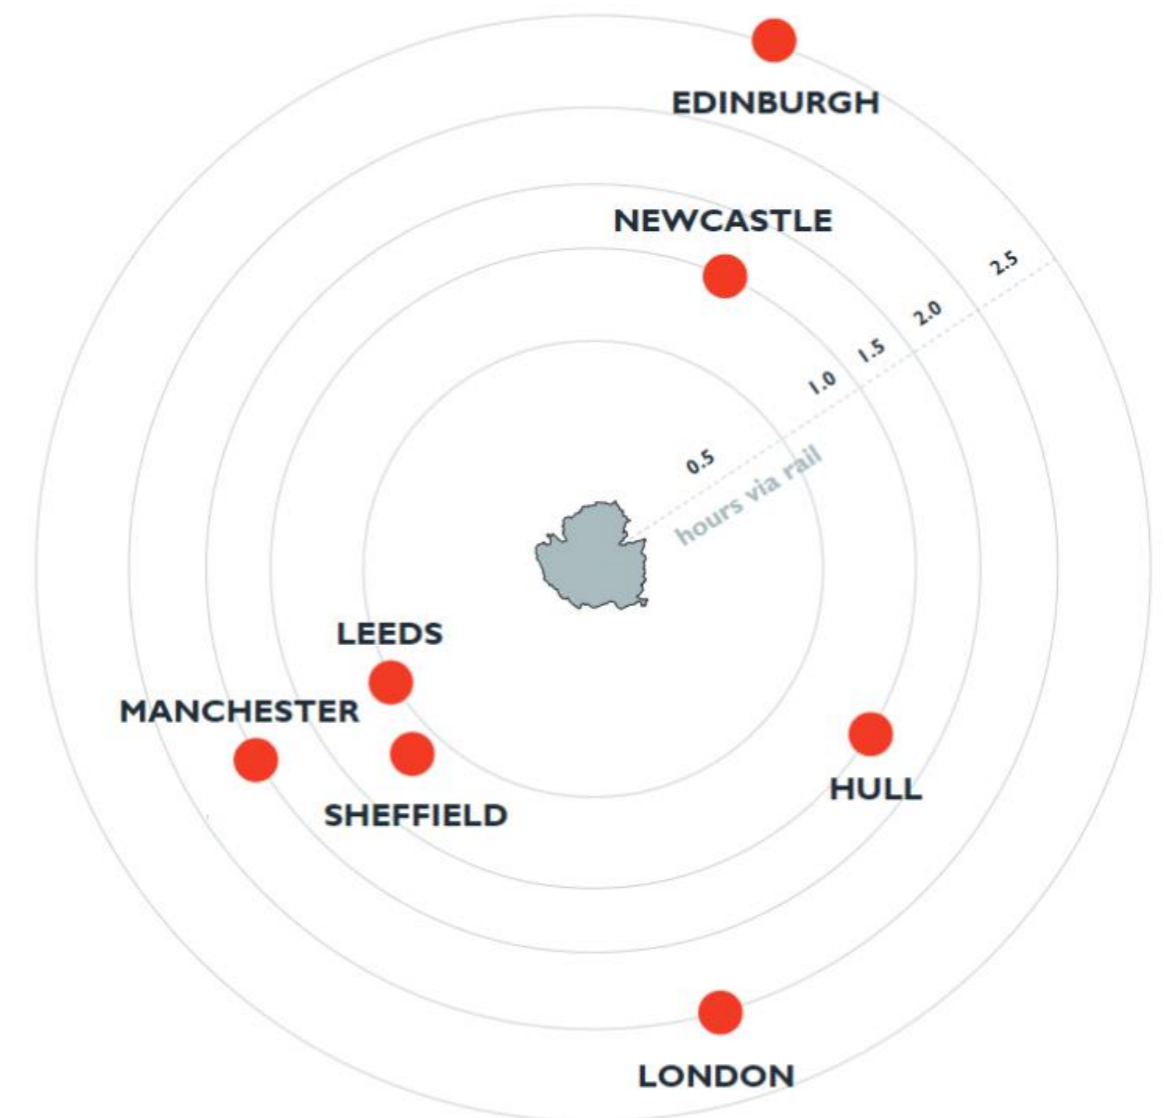 EDINBURGH
NEWCASTLE
2.5
2.0
1.5
1.0
0.5
hours via rail
LEEDS
MANCHESTER
HULL
SHEFFIELD
LONDON